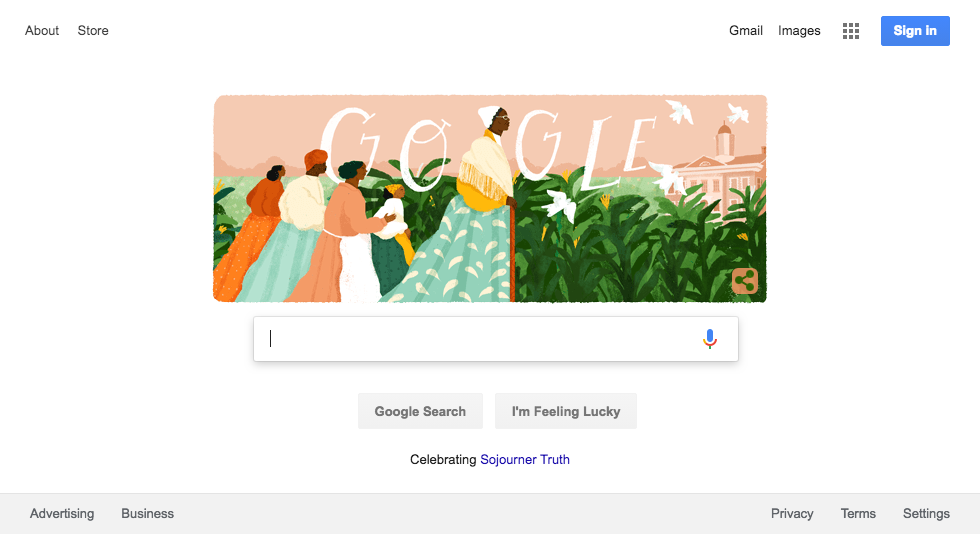 About Store Gmail Images Sign in
GOOGLE
Google Search I'm Feeling Lucky
Celebrating Sojourner Truth
Advertising Business Privacy Terms Settings